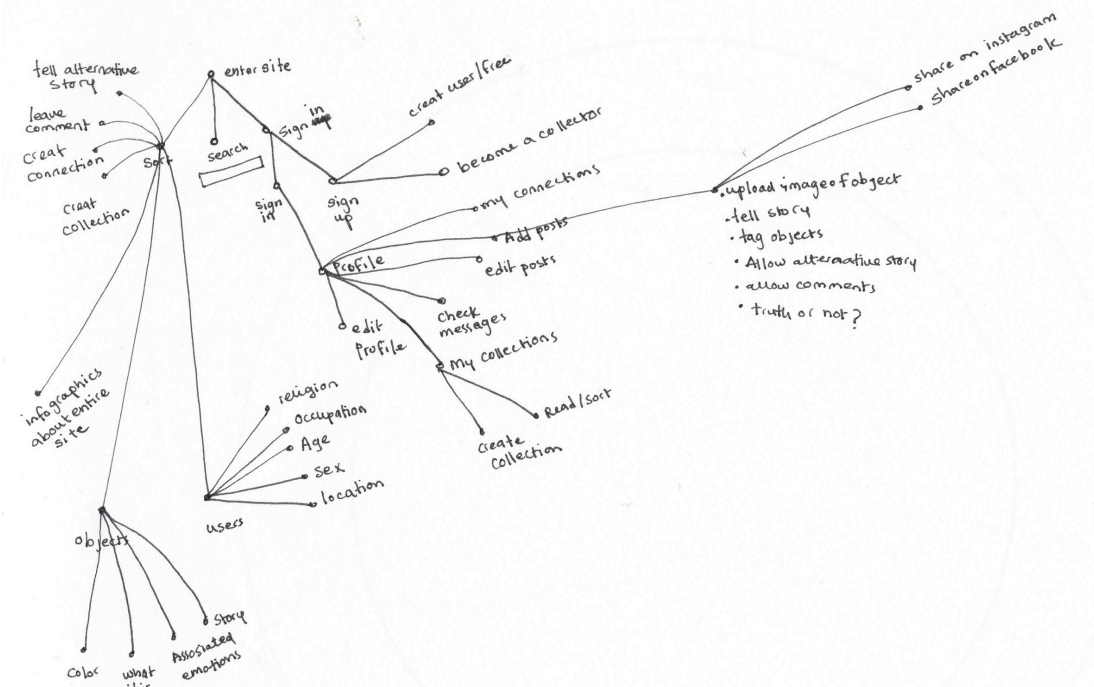 enter site
tell alternative
story
leave
comment
creat
connection
creat
collection
Sort
search
sign in
sign
in
sign
up
creat user/free
become a collector
Profile
my connections
Add posts
edit posts
check
messages
edit
profile
My collections
Read/sort
create
collection
share on instagram
share on facebook
• upload image of object
• tell story
• tag objects
• Allow alternative story
• allow comments
• truth or not?
infographics
about entire
site
users
religion
occupation
Age
sex
location
objects
color
what
Assosiated
emotions
story